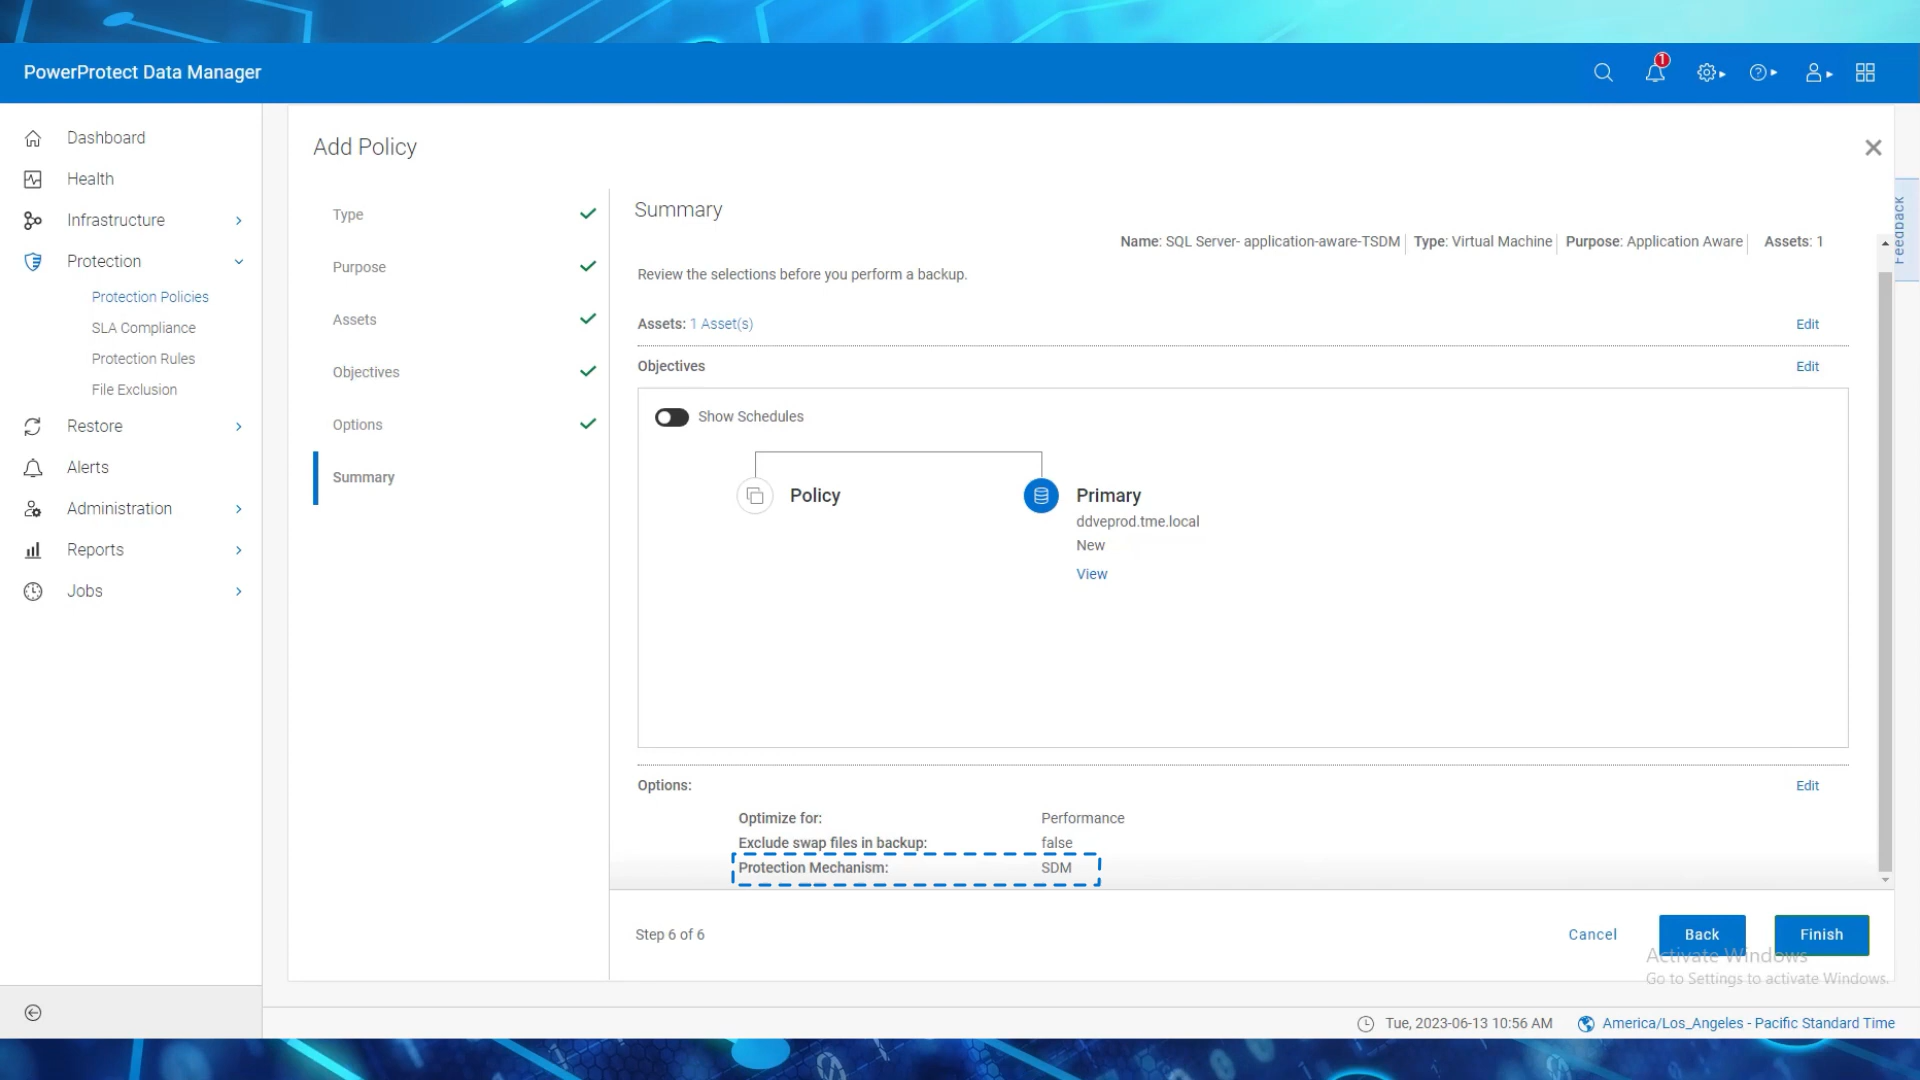 PowerProtect Data Manager
1
Dashboard
Health
Infrastructure
Protection
Protection Policies
SLA Compliance
Protection Rules
File Exclusion
Restore
Alerts
Administration
Reports
Jobs
Add Policy
Type
Purpose
Assets
Objectives
Options
Summary
Summary
Name: SQL Server- application-aware-TSDM Type: Virtual Machine Purpose: Application Aware Assets: 1
Review the selections before you perform a backup.
Assets: 1 Asset(s) Edit
Objectives Edit
Show Schedules
Policy
Primary
ddveprod.tme.local
New
View
Options: Edit
Optimize for: Performance
Exclude swap files in backup: false
Protection Mechanism: SDM
Step 6 of 6
Cancel
Back
Finish
Feedback
Activate Windows
Go to Settings to activate Windows.
Tue, 2023-06-13 10:56 AM America/Los_Angeles - Pacific Standard Time